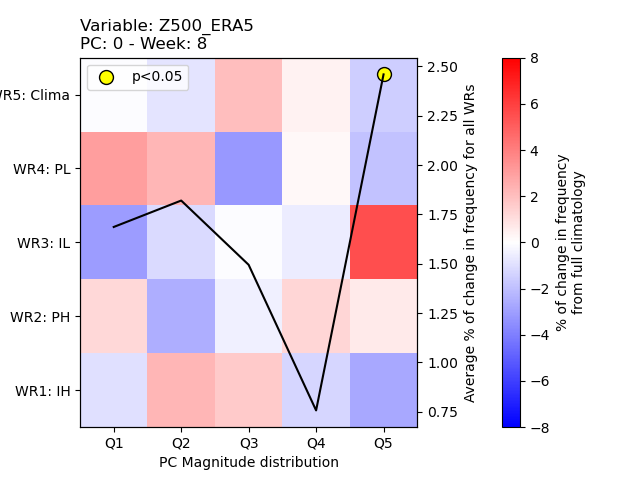 Variable: Z500_ERA5
PC: 0 - Week: 8
p<0.05
WR5: Clima
WR4: PL
WR3: IL
WR2: PH
WR1: IH
Q1 Q2 Q3 Q4 Q5
PC Magnitude distribution
2.50
2.25
2.00
1.75
1.50
1.25
1.00
0.75
Average % of change in frequency for all WRs
8
6
4
2
0
−2
−4
−6
−8
% of change in frequency
from full climatology